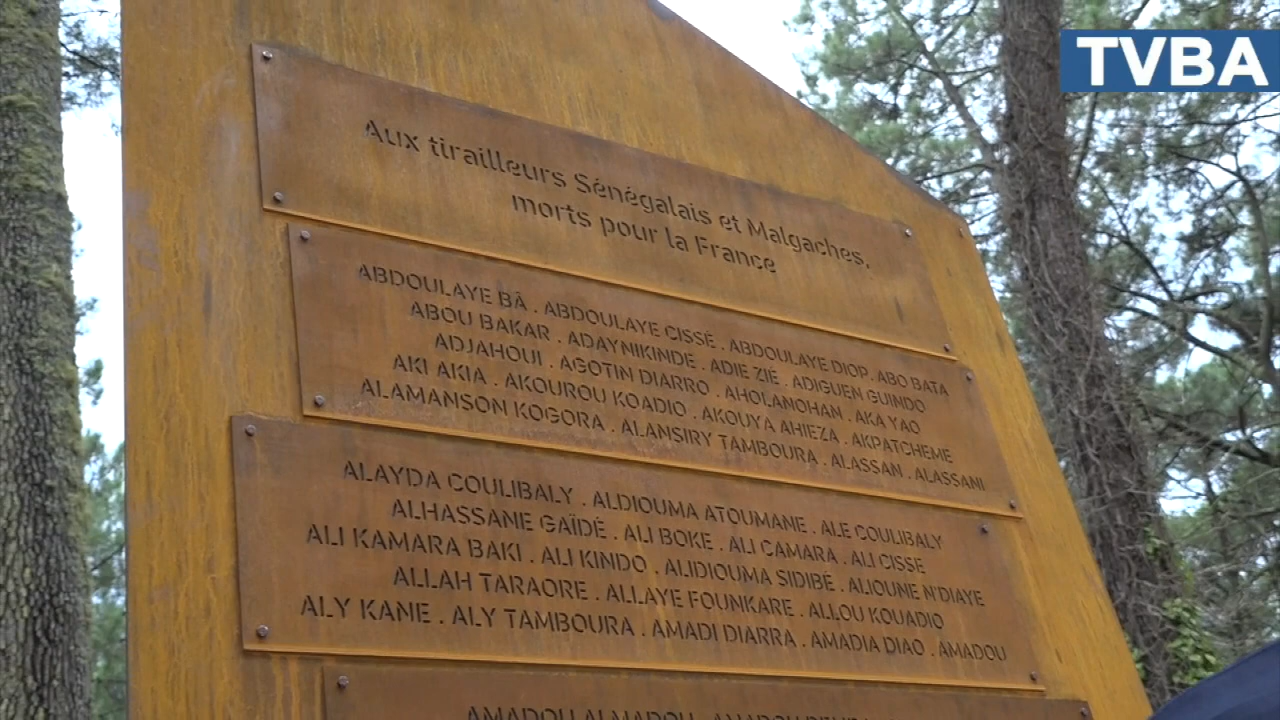 TVBA
Aux tirailleurs Sénégalais et Malgaches,
morts pour la France
ABDOULAYE BÂ . ABDOULAYE CISSÉ . ABDOULAYE DIOP . ABO BATA
ABOU BAKAR . ADAYNIKINDE . ADIE ZIÉ . ADIGUEN GUINDO
ADJAHOUI . AGOTIN DIARRO . AHOLANOHAN . AKA YAO
AKI AKIA . AKOUROU KOADIO . AKOUYA AHIEZA . AKPATCHEME
ALAMANSON KOGORA . ALANSIRY TAMBOURA . ALASSAN . ALASSANI
ALAYDA COULIBALY . ALDIOUMA ATOUMANE . ALE COULIBALY
ALHASSANE GAÏDÉ . ALI BOKE . ALI CAMARA . ALI CISSE
ALI KAMARA BAKI . ALI KINDO . ALIDIOUMA SIDIBÉ . ALIOUNE N'DIAYE
ALLAH TARAORE . ALLAYE FOUNKARE . ALLOU KOUADIO
ALY KANE . ALY TAMBOURA . AMADI DIARRA . AMADIA DIAO . AMADOU
AMADOU ALMADOU